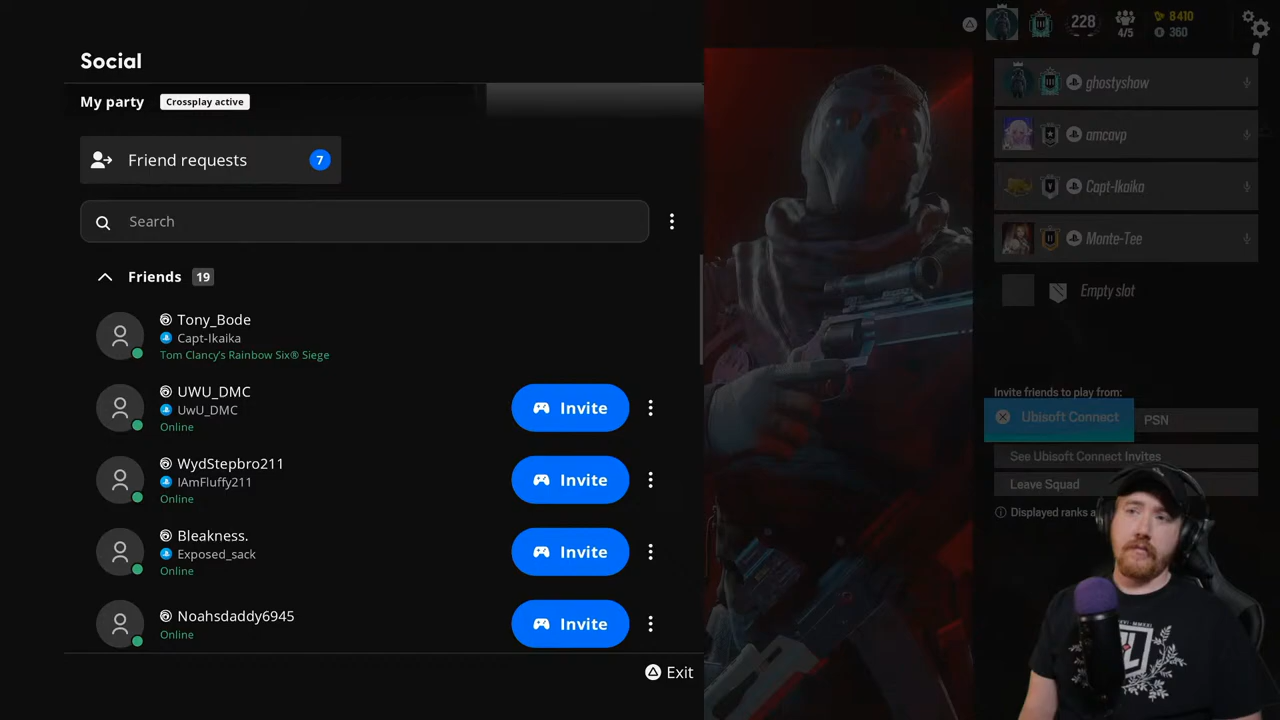 Social
My party
Crossplay active
Friend requests
7
Search
Friends 19
Tony_Bode
Capt-Ikaika
Tom Clancy's Rainbow Six® Siege
UWU_DMC
UwU_DMC
Online
Invite
WydStepbro211
IAmFluffy211
Online
Invite
Bleakness.
Exposed_sack
Online
Invite
Noahsdaddy6945
Online
Invite
Exit
228
4/5
8410
360
ghostyshaw
amcavp
Capt-Ikaika
Monte-Tee
Empty slot
Invite friends to play from:
Ubisoft Connect
PSN
See Ubisoft Connect Invites
Leave Squad
Displayed ranks a